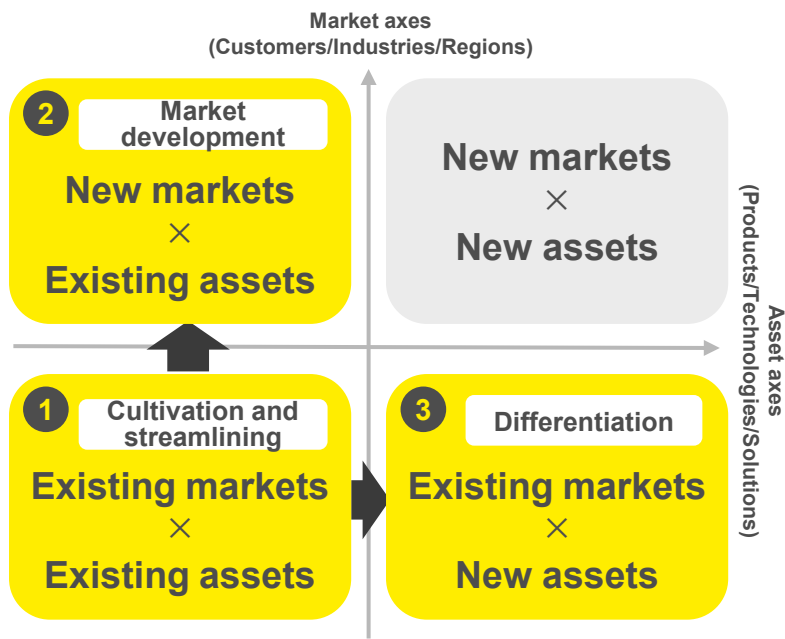 Market axes
(Customers/Industries/Regions)
2
Market
development
New markets
×
Existing assets
New markets
×
New assets
Asset axes
(Products/Technologies/Solutions)
1
Cultivation and
streamlining
Existing markets
×
Existing assets
3
Differentiation
Existing markets
×
New assets